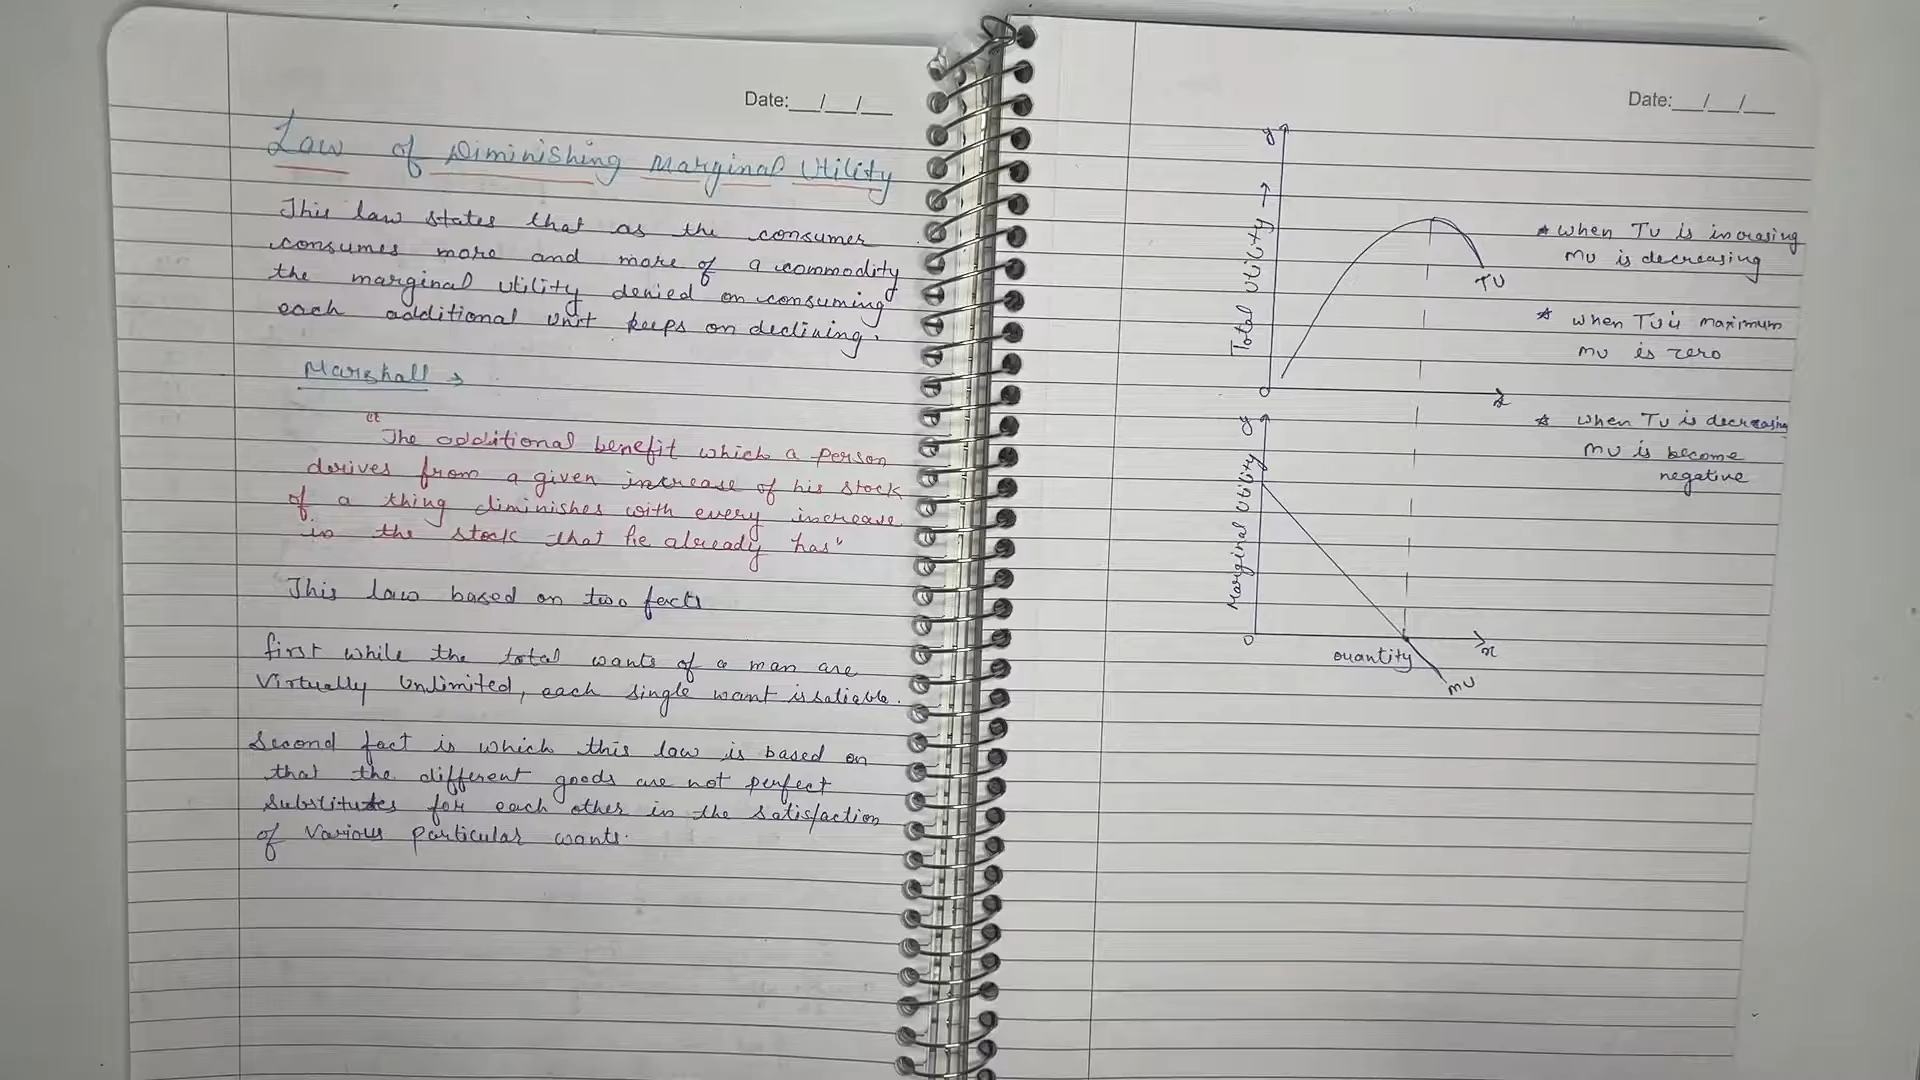 Date:__/__/__
Law of Diminishing Marginal Utility
This law states that as the consumer
consumes more and more of a commodity
the marginal utility denied on consuming
each additional unit keeps on declining.
Marshall →
"The additional benefit which a person
derives from a given increase of his stock
of a thing diminishes with every increase
in the stock that he already has"
This law based on two facts
first while the total wants of a man are
Virtually Unlimited, each single want is satiable.
Second fact is which this law is based on
that the different goods are not perfect
Substitutes for each other in the satisfaction
of Various particular wants.
Date:__/__/__
y
Total Utility →
TU
O
x
* when TU is incrasing
MU is decreasing
* when TU is maximum
MU is zero
* when TU is decreasing
MU is become
negative
y
Marginal Utility
O
Quantity
x
MU